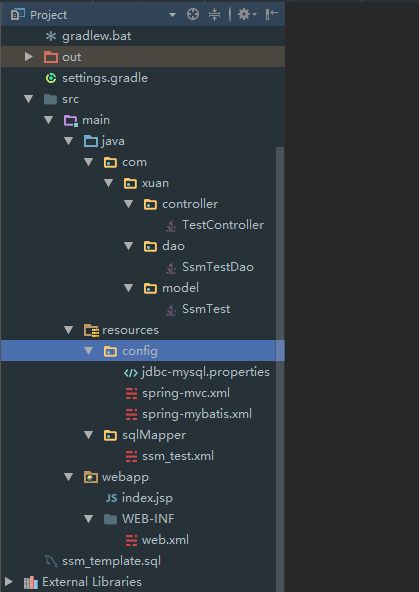 Project
gradlew.bat
out
settings.gradle
src
main
java
com
xuan
controller
TestController
dao
SsmTestDao
model
SsmTest
resources
config
jdbc-mysql.properties
spring-mvc.xml
spring-mybatis.xml
sqlMapper
ssm_test.xml
webapp
JS index.jsp
WEB-INF
web.xml
ssm_template.sql
External Libraries